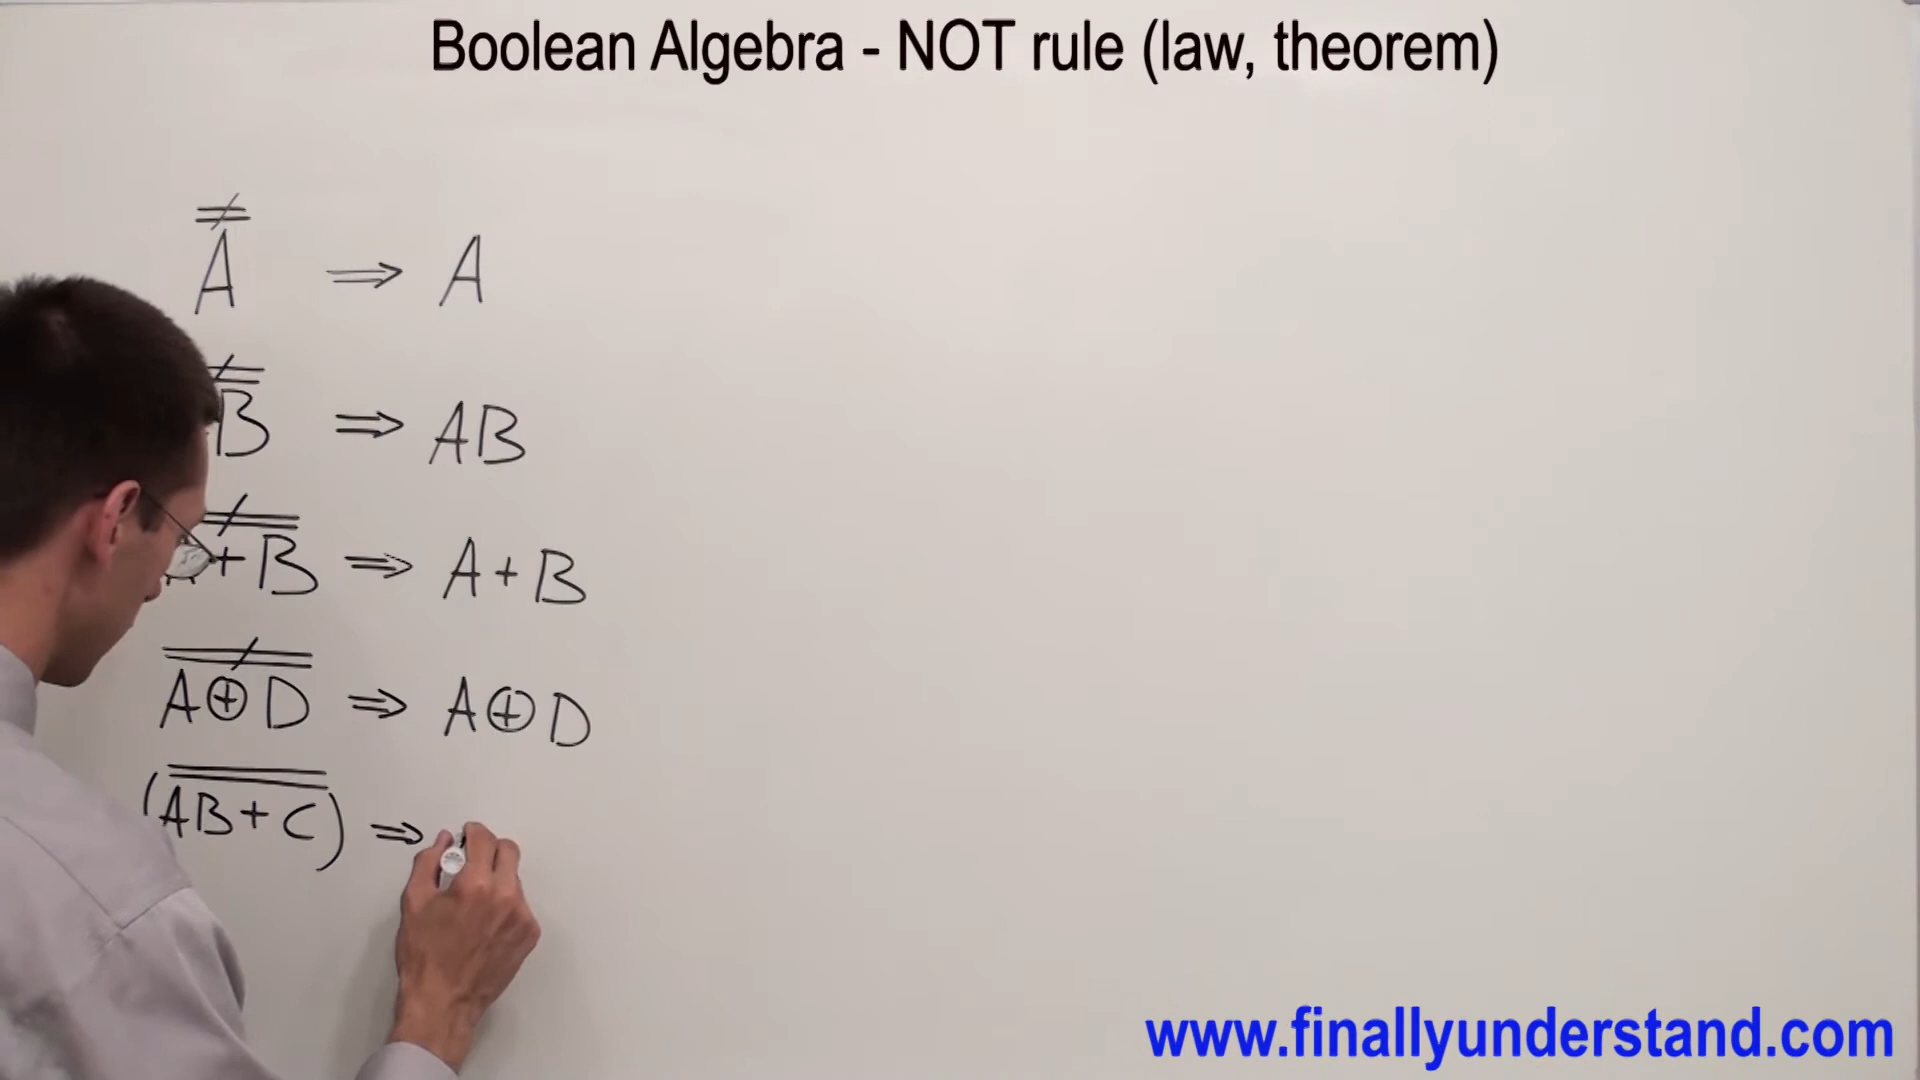 Boolean Algebra - NOT rule (law, theorem)
A ⇒ A
B ⇒ AB
+ B ⇒ A + B
A ⊕ D ⇒ A ⊕ D
(AB + C) ⇒
www.finallyunderstand.com